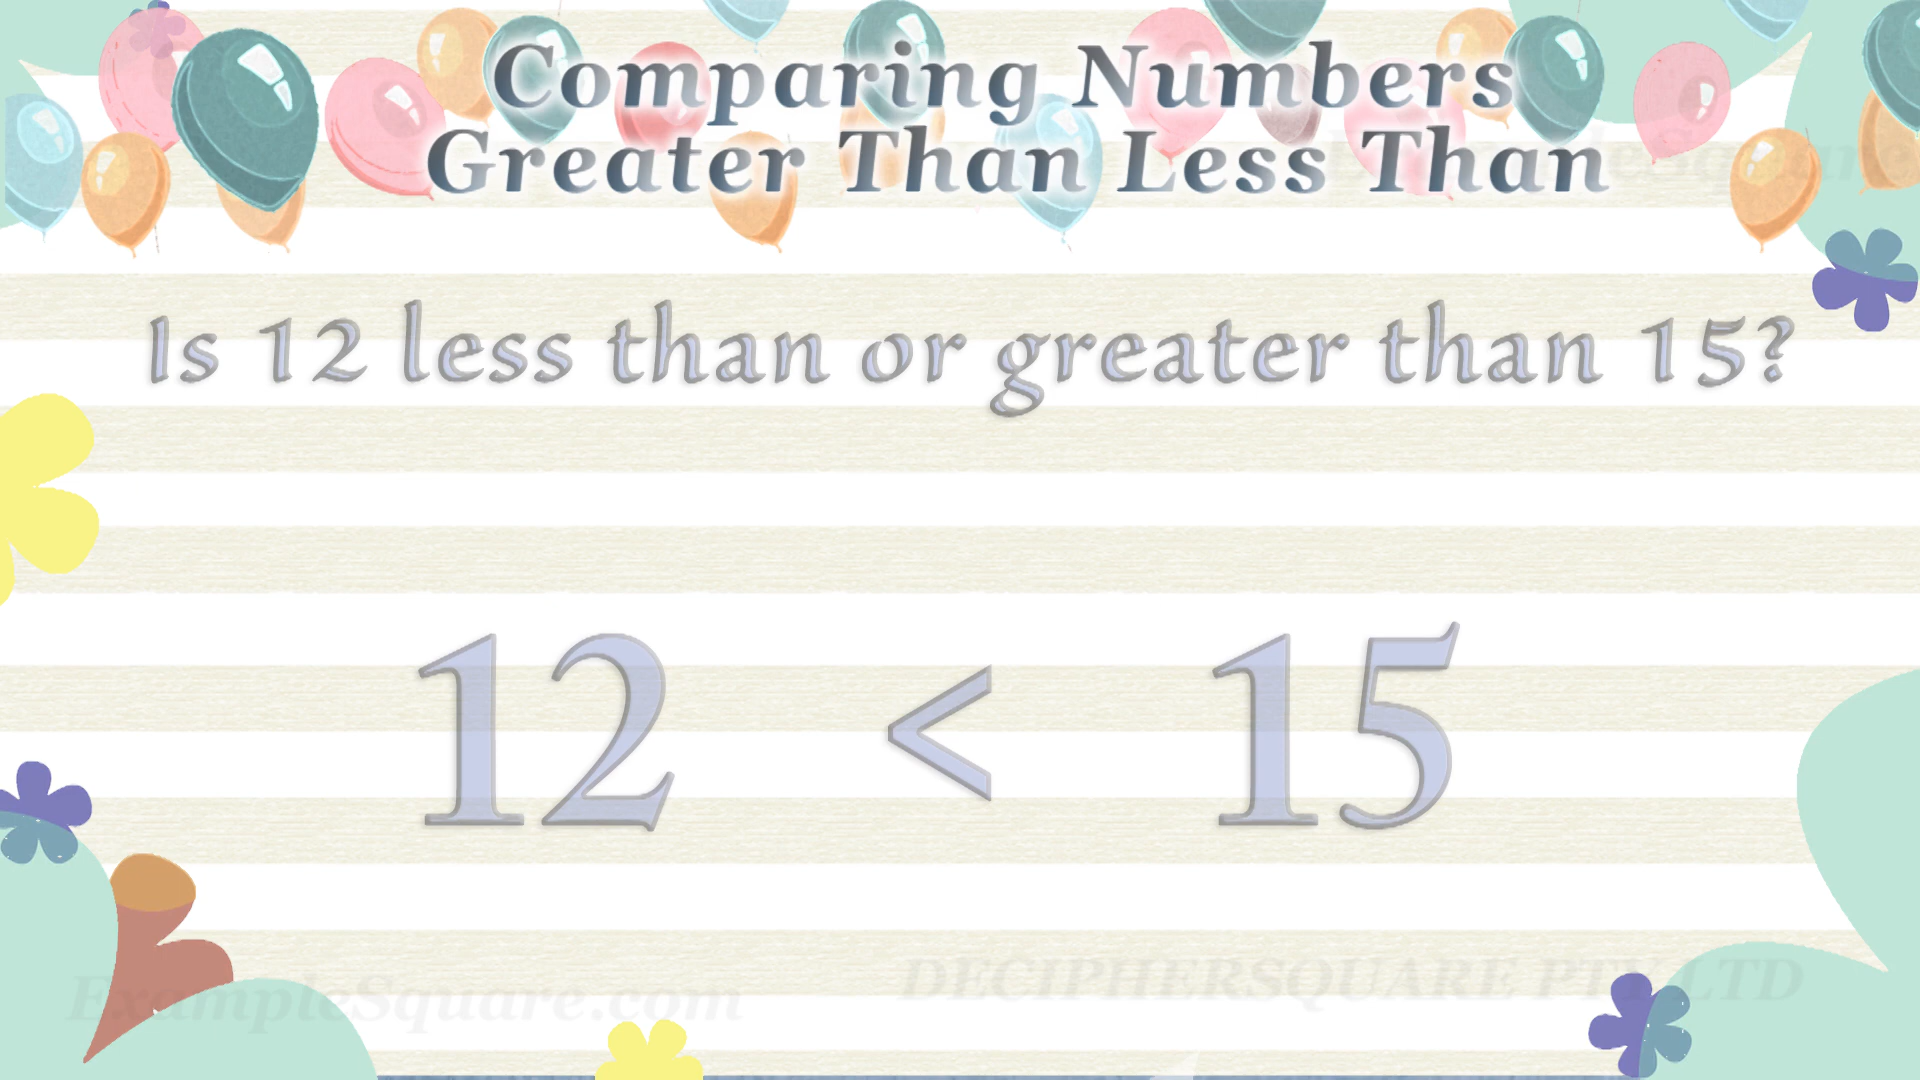 Comparing Numbers
Greater Than Less Than
Is 12 less than or greater than 15?
12 < 15
ExampleSquare.com
DECIPHERSQUARE PTY LTD